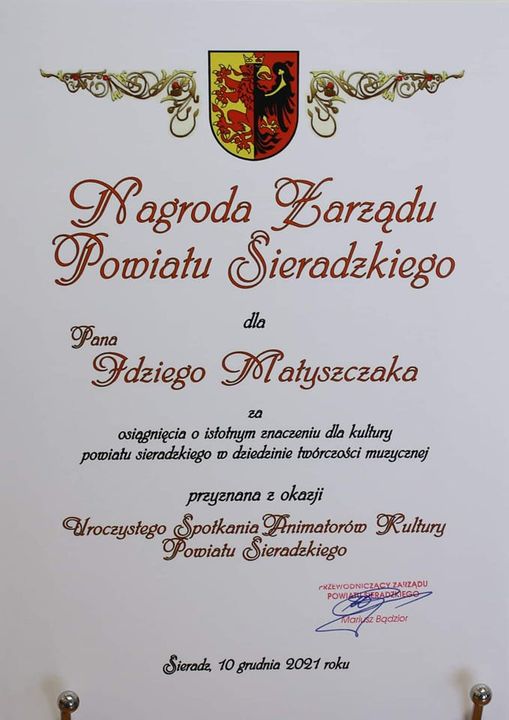 Nagroda Zarządu
Powiatu Sieradzkiego
dla
Pana
Idziego Matyszczaka
za
osiągnięcia o istotnym znaczeniu dla kultury
powiatu sieradzkiego w dziedzinie twórczości muzycznej
przyznana z okazji
Uroczystego Spotkania Animatorów Kultury
Powiatu Sieradzkiego
PRZEWODNICZĄCY ZARZĄDU
POWIATU SIERADZKIEGO
Mariusz Bądzior
Sieradz, 10 grudnia 2021 roku